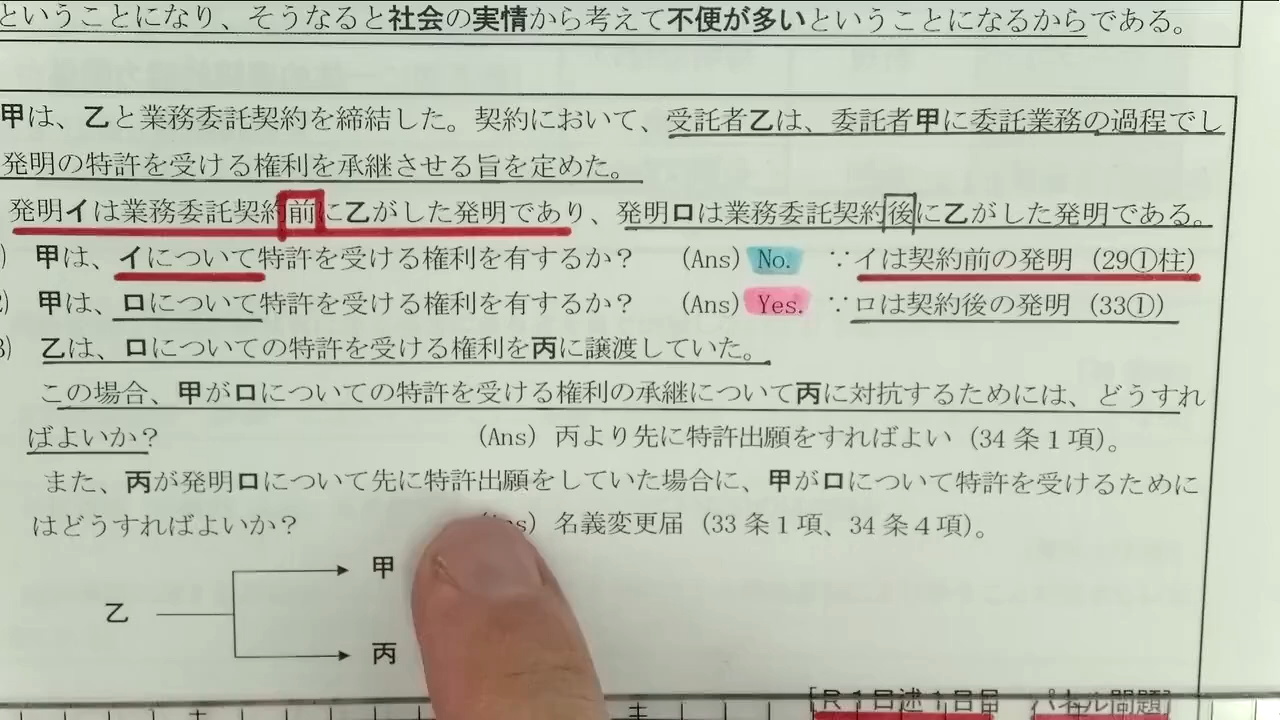 ということになり、そうなると社会の実情から考えて不便が多いということになるからである。
甲は、乙と業務委託契約を締結した。契約において、受託者乙は、委託者甲に委託業務の過程でし
発明の特許を受ける権利を承継させる旨を定めた。
発明イは業務委託契約前に乙がした発明であり、発明ロは業務委託契約後に乙がした発明である。
) 甲は、イについて特許を受ける権利を有するか？ (Ans) No. ∵イは契約前の発明（29①柱）
2) 甲は、ロについて特許を受ける権利を有するか？ (Ans) Yes. ∵ロは契約後の発明（33①）
3) 乙は、ロについての特許を受ける権利を丙に譲渡していた。
この場合、甲がロについての特許を受ける権利の承継について丙に対抗するためには、どうすれ
ばよいか？ (Ans) 丙より先に特許出願をすればよい（34条1項）。
また、丙が発明ロについて先に特許出願をしていた場合に、甲がロについて特許を受けるために
はどうすればよいか？ (Ans) 名義変更届（33条1項、34条4項）。
甲
乙
丙
[R1口述1日目 パネル問題]